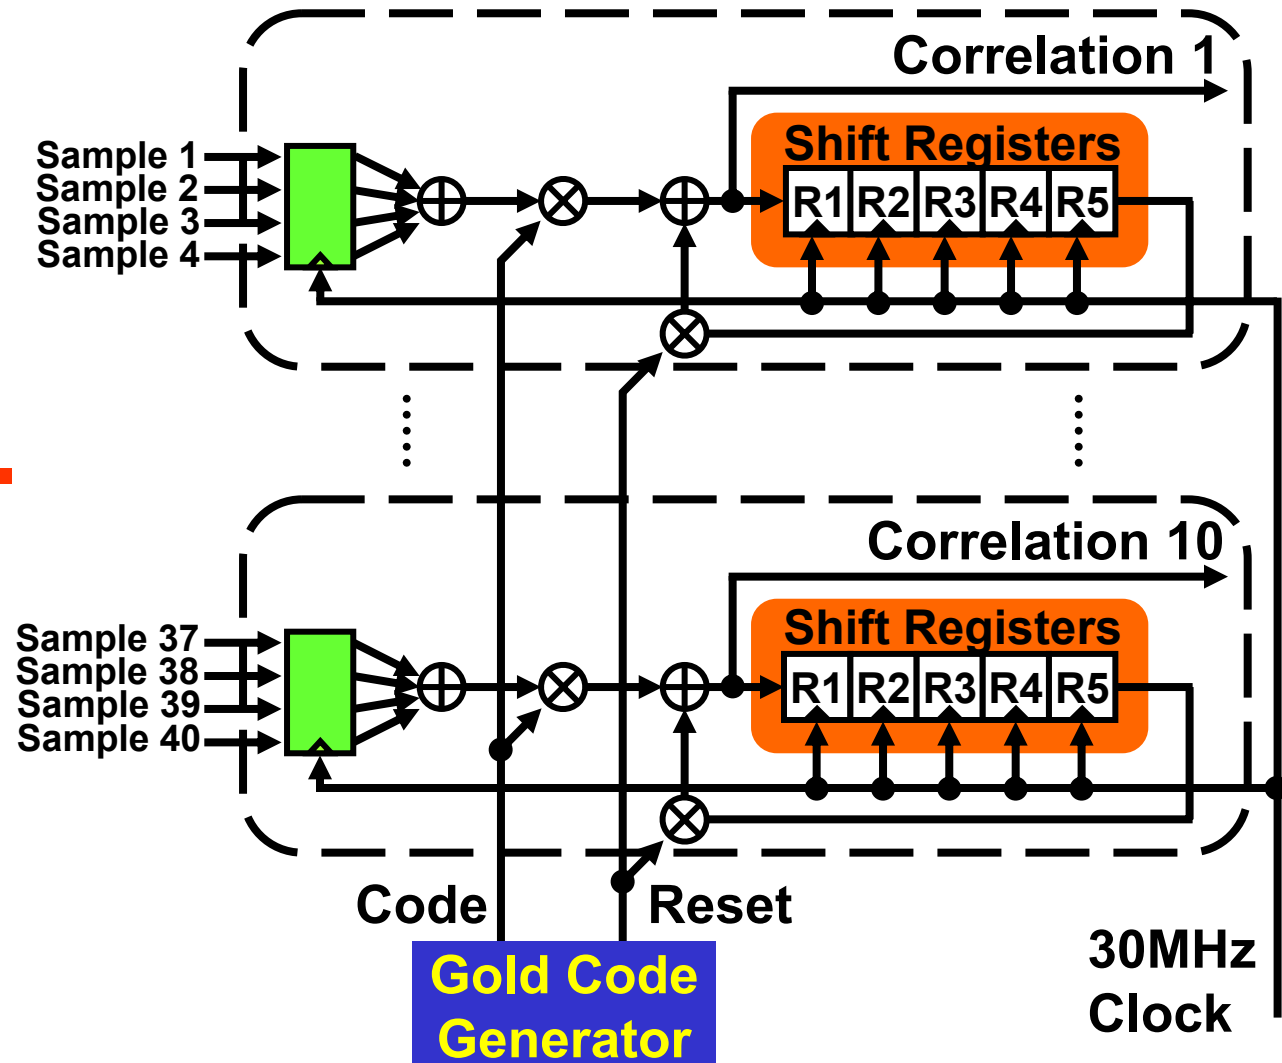 Correlation 1
Shift Registers
Sample 1
Sample 2
Sample 3
Sample 4
R1 R2 R3 R4 R5
Correlation 10
Shift Registers
Sample 37
Sample 38
Sample 39
Sample 40
R1 R2 R3 R4 R5
Code
Reset
30MHz
Clock
Gold Code
Generator